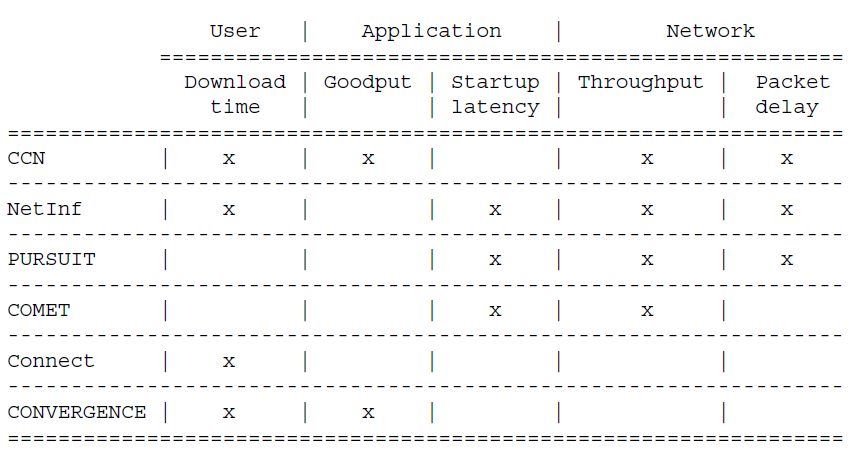 User   |    Application    |        Network
            ======================================================
              Download | Goodput | Startup | Throughput |  Packet
                time   |         | latency |            |  delay
==================================================================
CCN         |    x     |    x    |         |      x     |    x
------------------------------------------------------------------
NetInf      |    x     |         |    x    |      x     |    x
------------------------------------------------------------------
PURSUIT     |          |         |    x    |      x     |    x
------------------------------------------------------------------
COMET       |          |         |    x    |      x     |
------------------------------------------------------------------
Connect     |    x     |         |         |            |
------------------------------------------------------------------
CONVERGENCE |    x     |    x    |         |            |
==================================================================